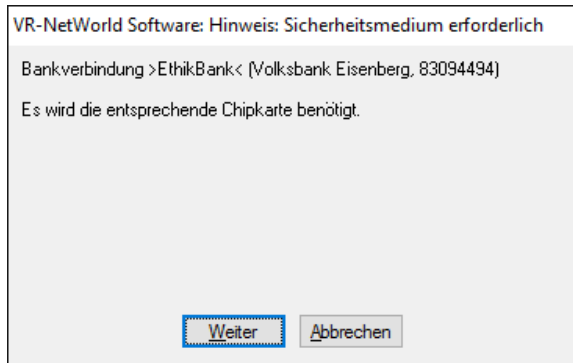 VR-NetWorld Software: Hinweis: Sicherheitsmedium erforderlich
Bankverbindung >EthikBank< (Volksbank Eisenberg, 83094494)
Es wird die entsprechende Chipkarte benötigt.
Weiter Abbrechen